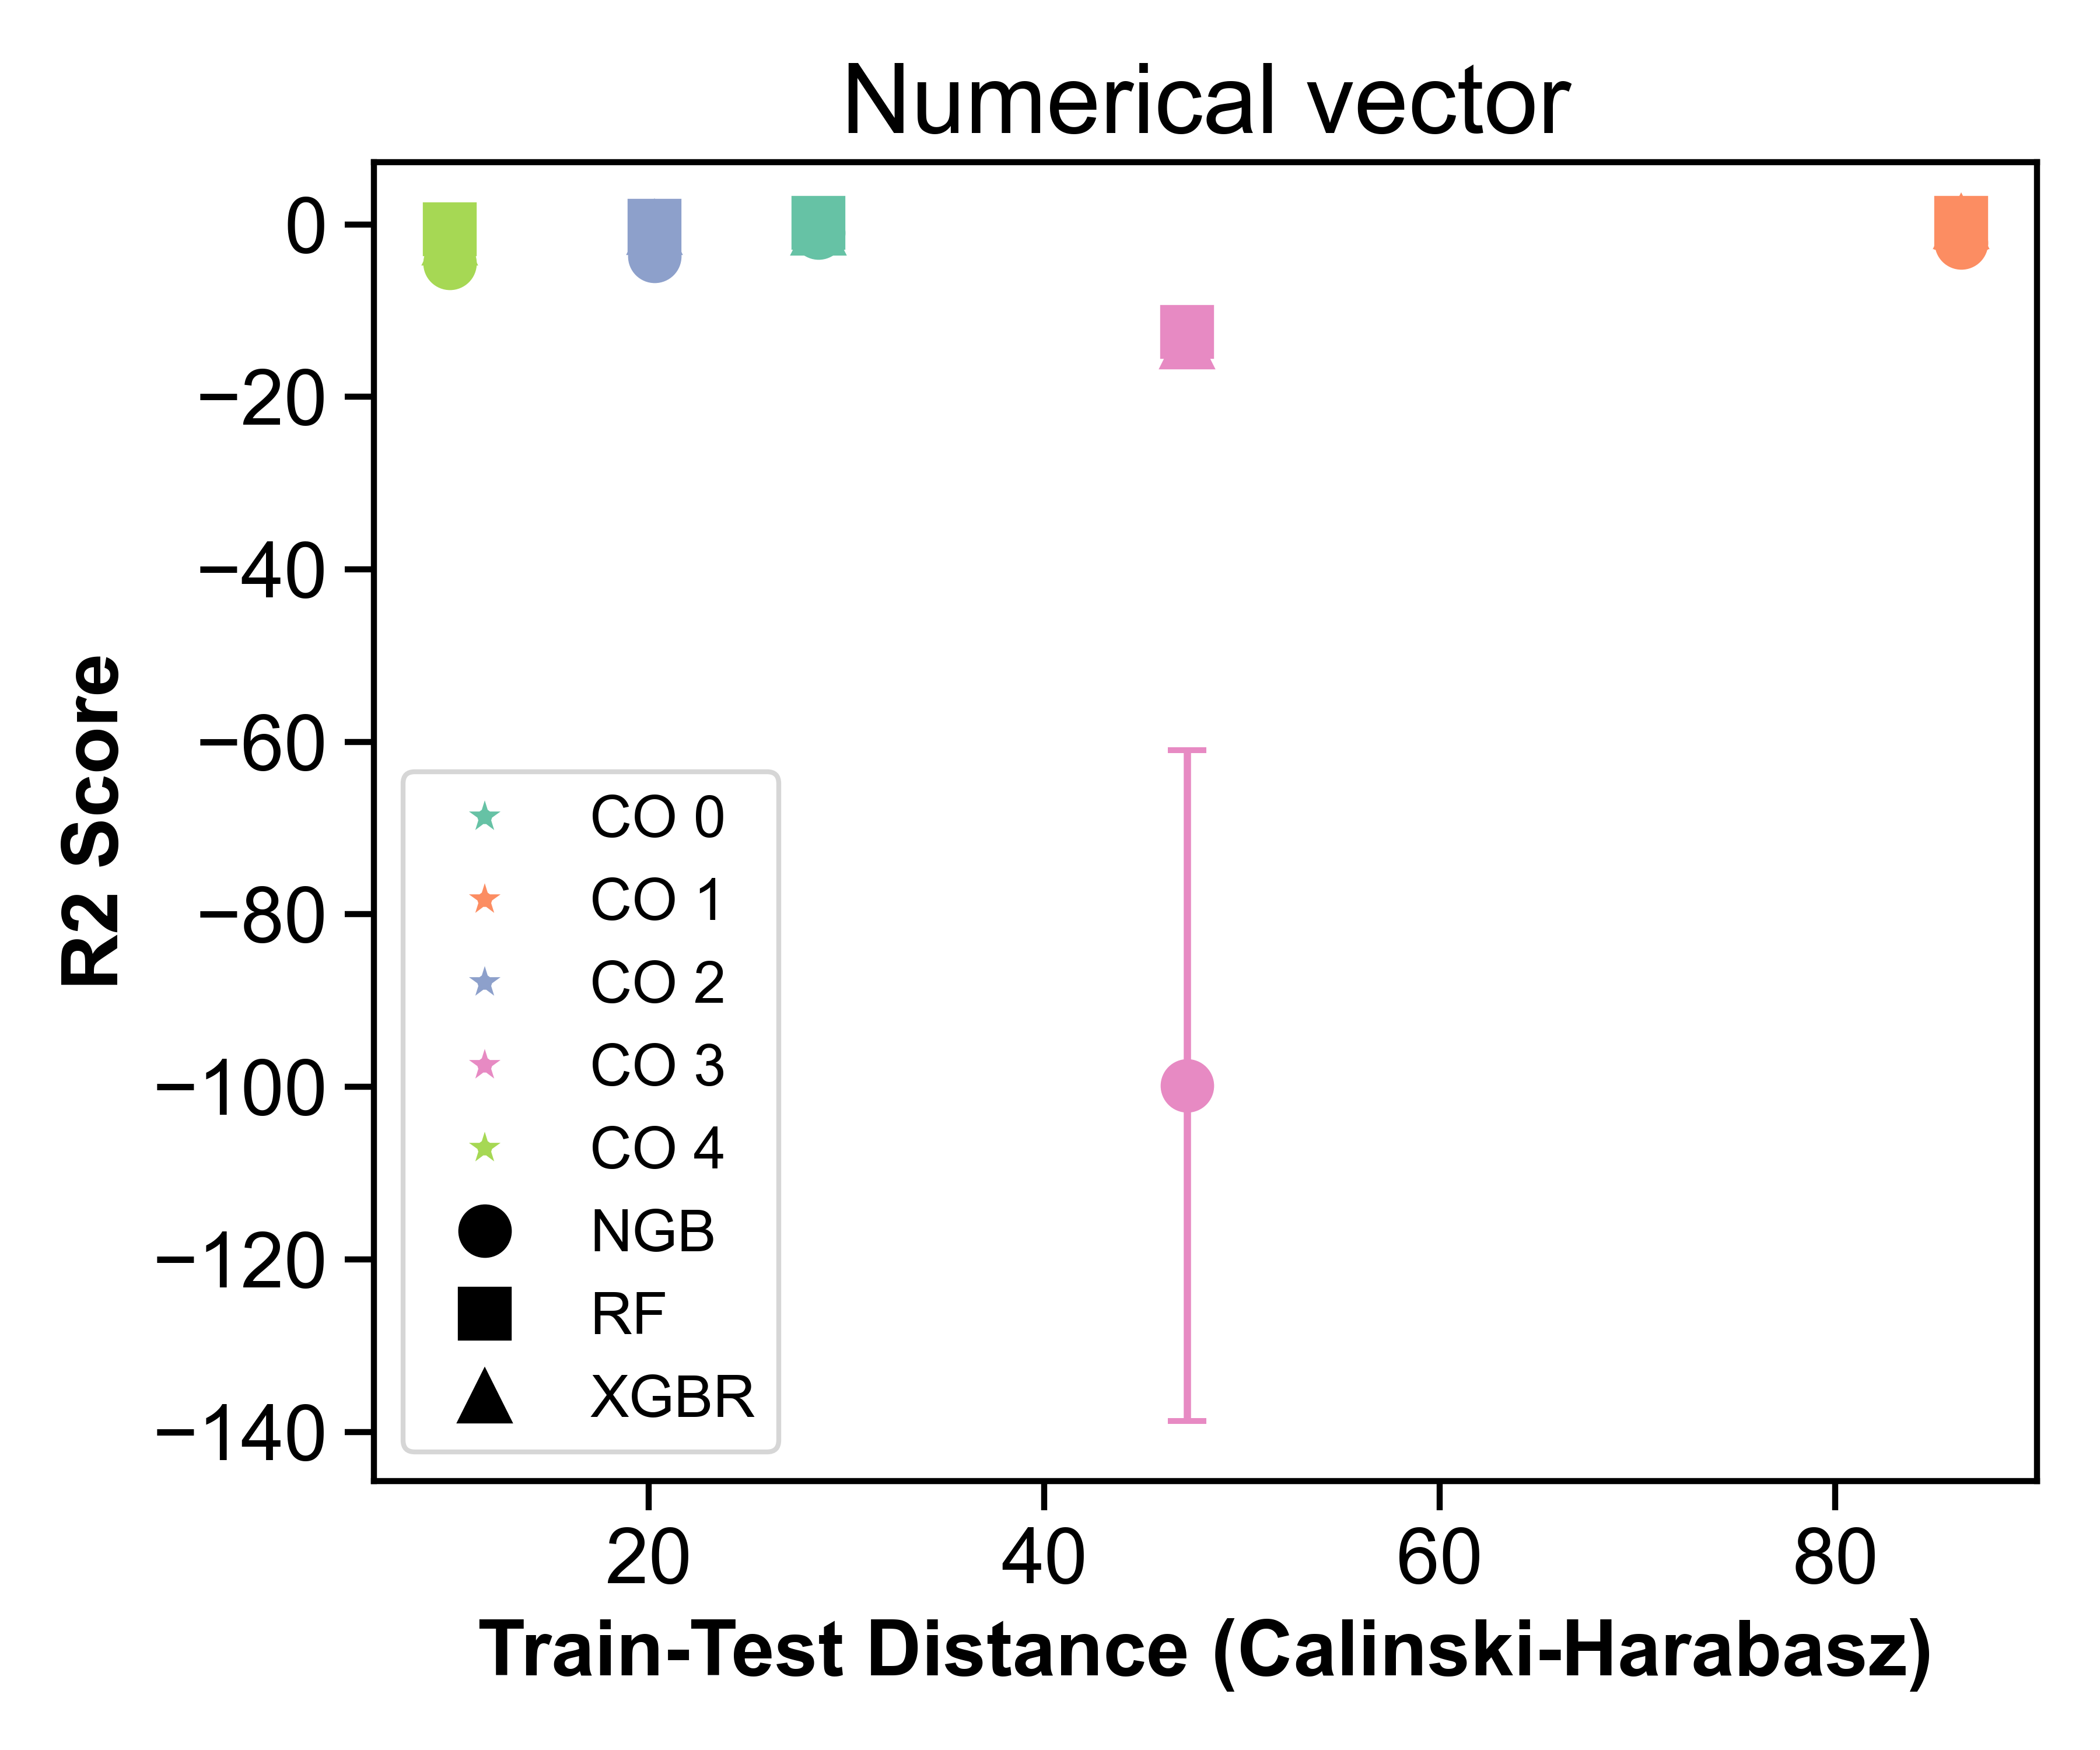 Numerical vector
R2 Score
0
−20
−40
−60
−80
−100
−120
−140
CO 0
CO 1
CO 2
CO 3
CO 4
NGB
RF
XGBR
20 40 60 80
Train-Test Distance (Calinski-Harabasz)